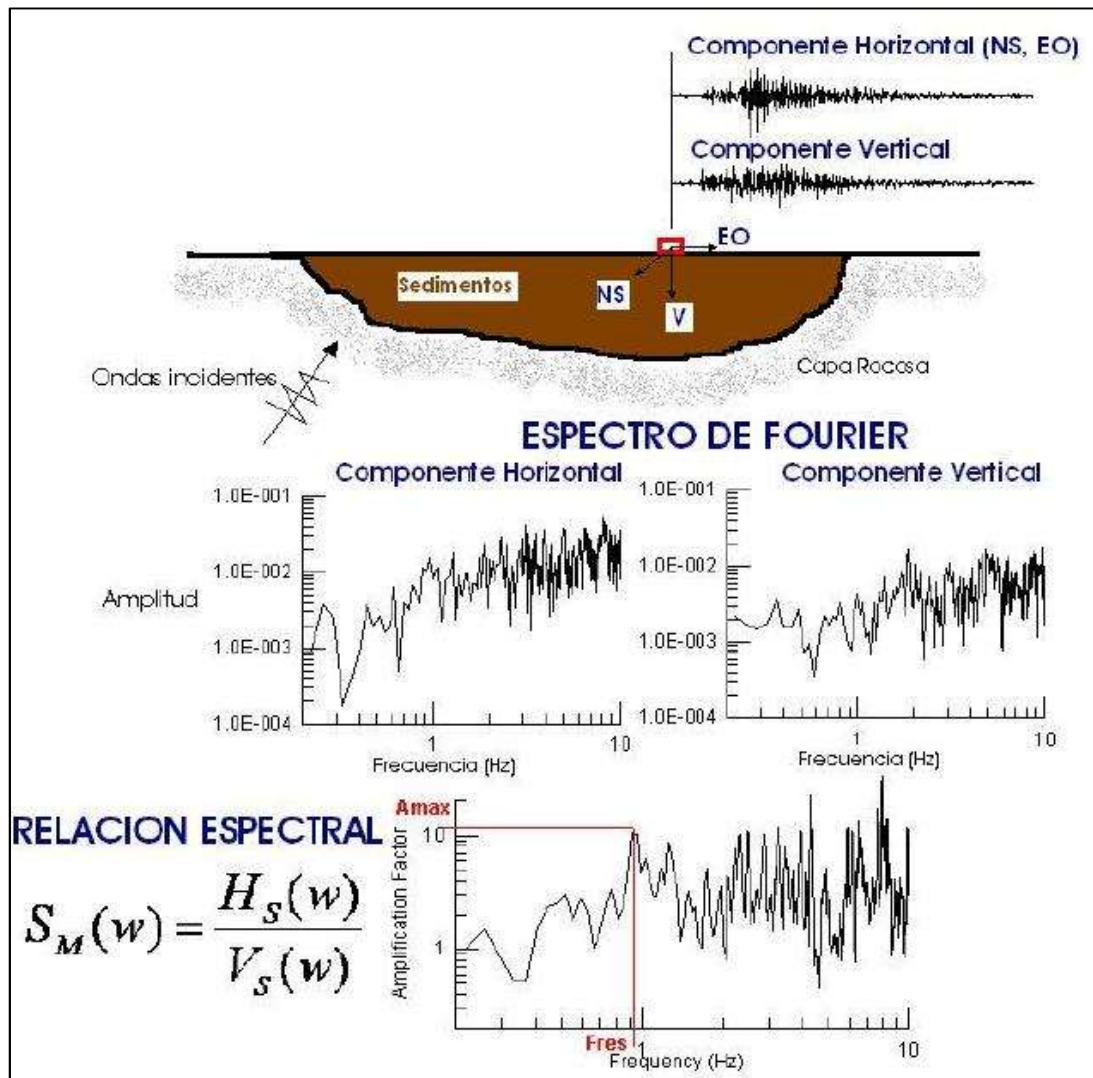 Componente Horizontal (NS, EO)
Componente Vertical
EO
Sedimentos
NS
V
Ondas incidentes
Capa Rocosa
ESPECTRO DE FOURIER
Componente Horizontal
Componente Vertical
1.0E-001
1.0E-002
1.0E-003
1.0E-004
Amplitud
1
10
Frecuencia (Hz)
1.0E-001
1.0E-002
1.0E-003
1.0E-004
1
10
Frecuencia (Hz)
RELACION ESPECTRAL
S_M(w) = H_S(w) / V_S(w)
Amax
10
1
Amplification Factor
Fres
1
10
Frequency (Hz)